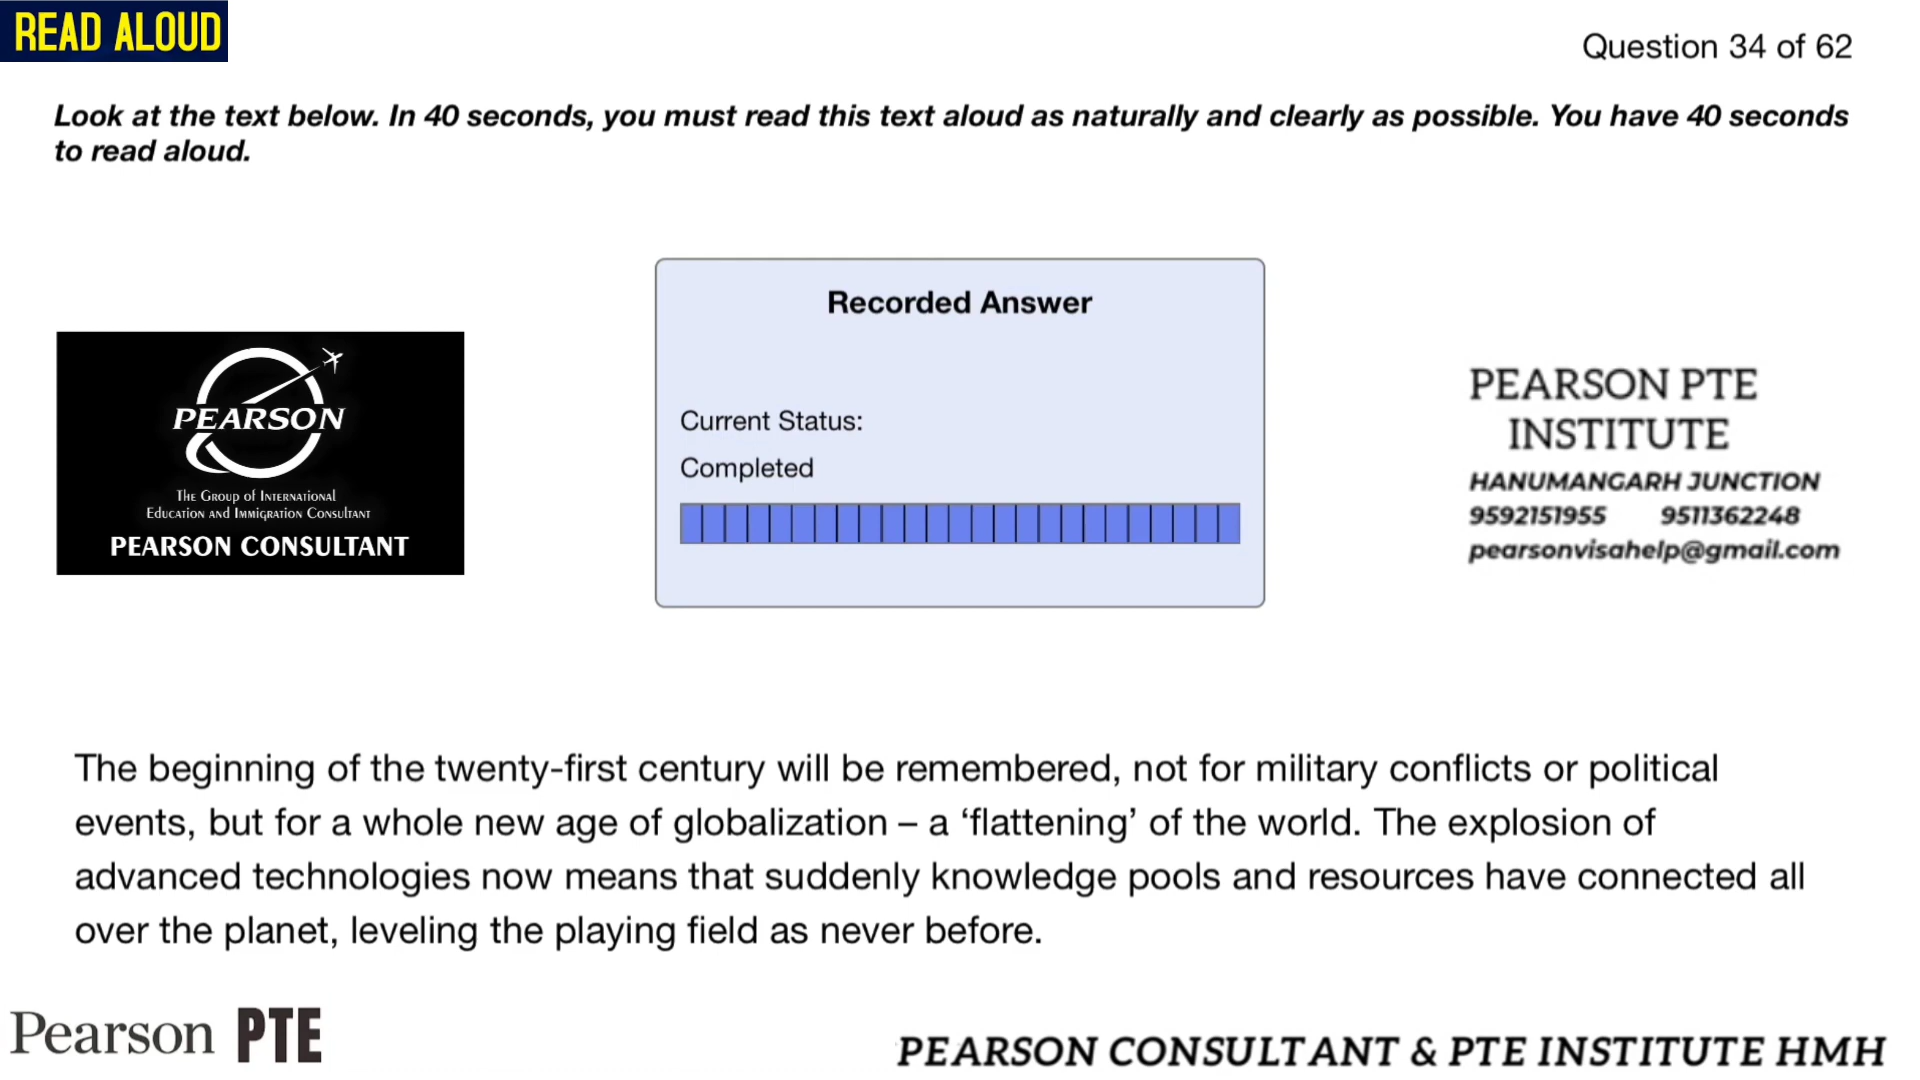 READ ALOUD
Question 34 of 62
Look at the text below. In 40 seconds, you must read this text aloud as naturally and clearly as possible. You have 40 seconds
to read aloud.
Recorded Answer
Current Status:
Completed
PEARSON
The Group of International
Education and Immigration Consultant
PEARSON CONSULTANT
PEARSON PTE
INSTITUTE
HANUMANGARH JUNCTION
9592151955 9511362248
pearsonvisahelp@gmail.com
The beginning of the twenty-first century will be remembered, not for military conflicts or political
events, but for a whole new age of globalization – a ‘flattening’ of the world. The explosion of
advanced technologies now means that suddenly knowledge pools and resources have connected all
over the planet, leveling the playing field as never before.
Pearson PTE
PEARSON CONSULTANT & PTE INSTITUTE HMH